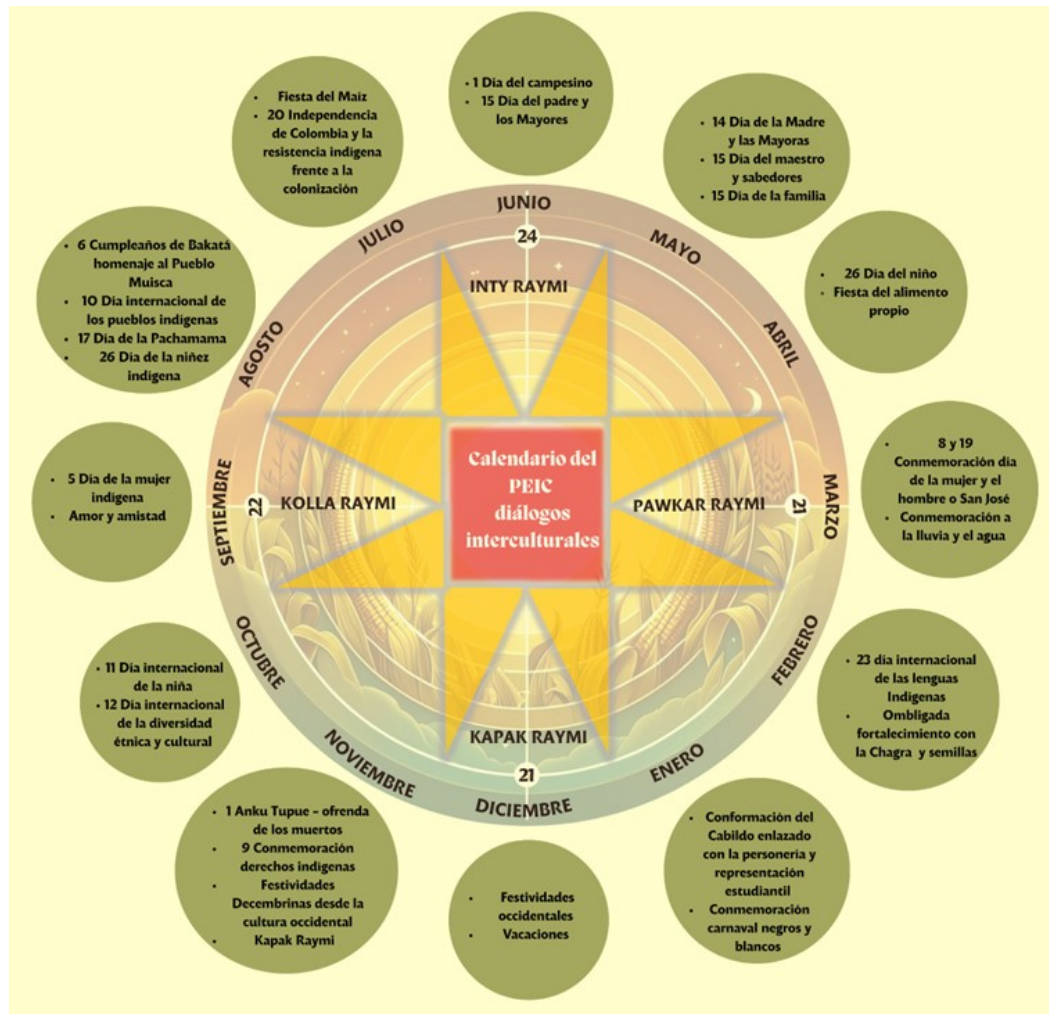 • 1 Día del campesino
• 15 Día del padre y
los Mayores
• Fiesta del Maíz
• 20 Independencia
de Colombia y la
resistencia indígena
frente a la
colonización
• 14 Día de la Madre
y las Mayoras
• 15 Día del maestro
y sabedores
• 15 Día de la familia
• 6 Cumpleaños de Bakatá
homenaje al Pueblo
Muisca
• 10 Día internacional de
los pueblos indígenas
• 17 Día de la Pachamama
• 26 Día de la niñez
indígena
• 26 Día del niño
• Fiesta del alimento
propio
• 5 Día de la mujer
indígena
• Amor y amistad
• 8 y 19
Conmemoración día
de la mujer y el
hombre o San José
• Conmemoración a
la lluvia y el agua
• 11 Día internacional
de la niña
• 12 Día internacional
de la diversidad
étnica y cultural
• 23 día internacional
de las lenguas
Indígenas
• Ombligada
fortalecimiento con
la Chagra y semillas
• 1 Anku Tupue – ofrenda
de los muertos
• 9 Conmemoración
derechos indígenas
• Festividades
Decembrinas desde la
cultura occidental
• Kapak Raymi
• Festividades
occidentales
• Vacaciones
• Conformación del
Cabildo enlazado
con la personería y
representación
estudiantil
• Conmemoración
carnaval negros y
blancos
JUNIO
MAYO
ABRIL
MARZO
FEBRERO
ENERO
DICIEMBRE
NOVIEMBRE
OCTUBRE
SEPTIEMBRE
AGOSTO
JULIO
24
INTY RAYMI
22
KOLLA RAYMI
Calendario del
PEIC
diálogos
interculturales
PAWKAR RAYMI
21
KAPAK RAYMI
21